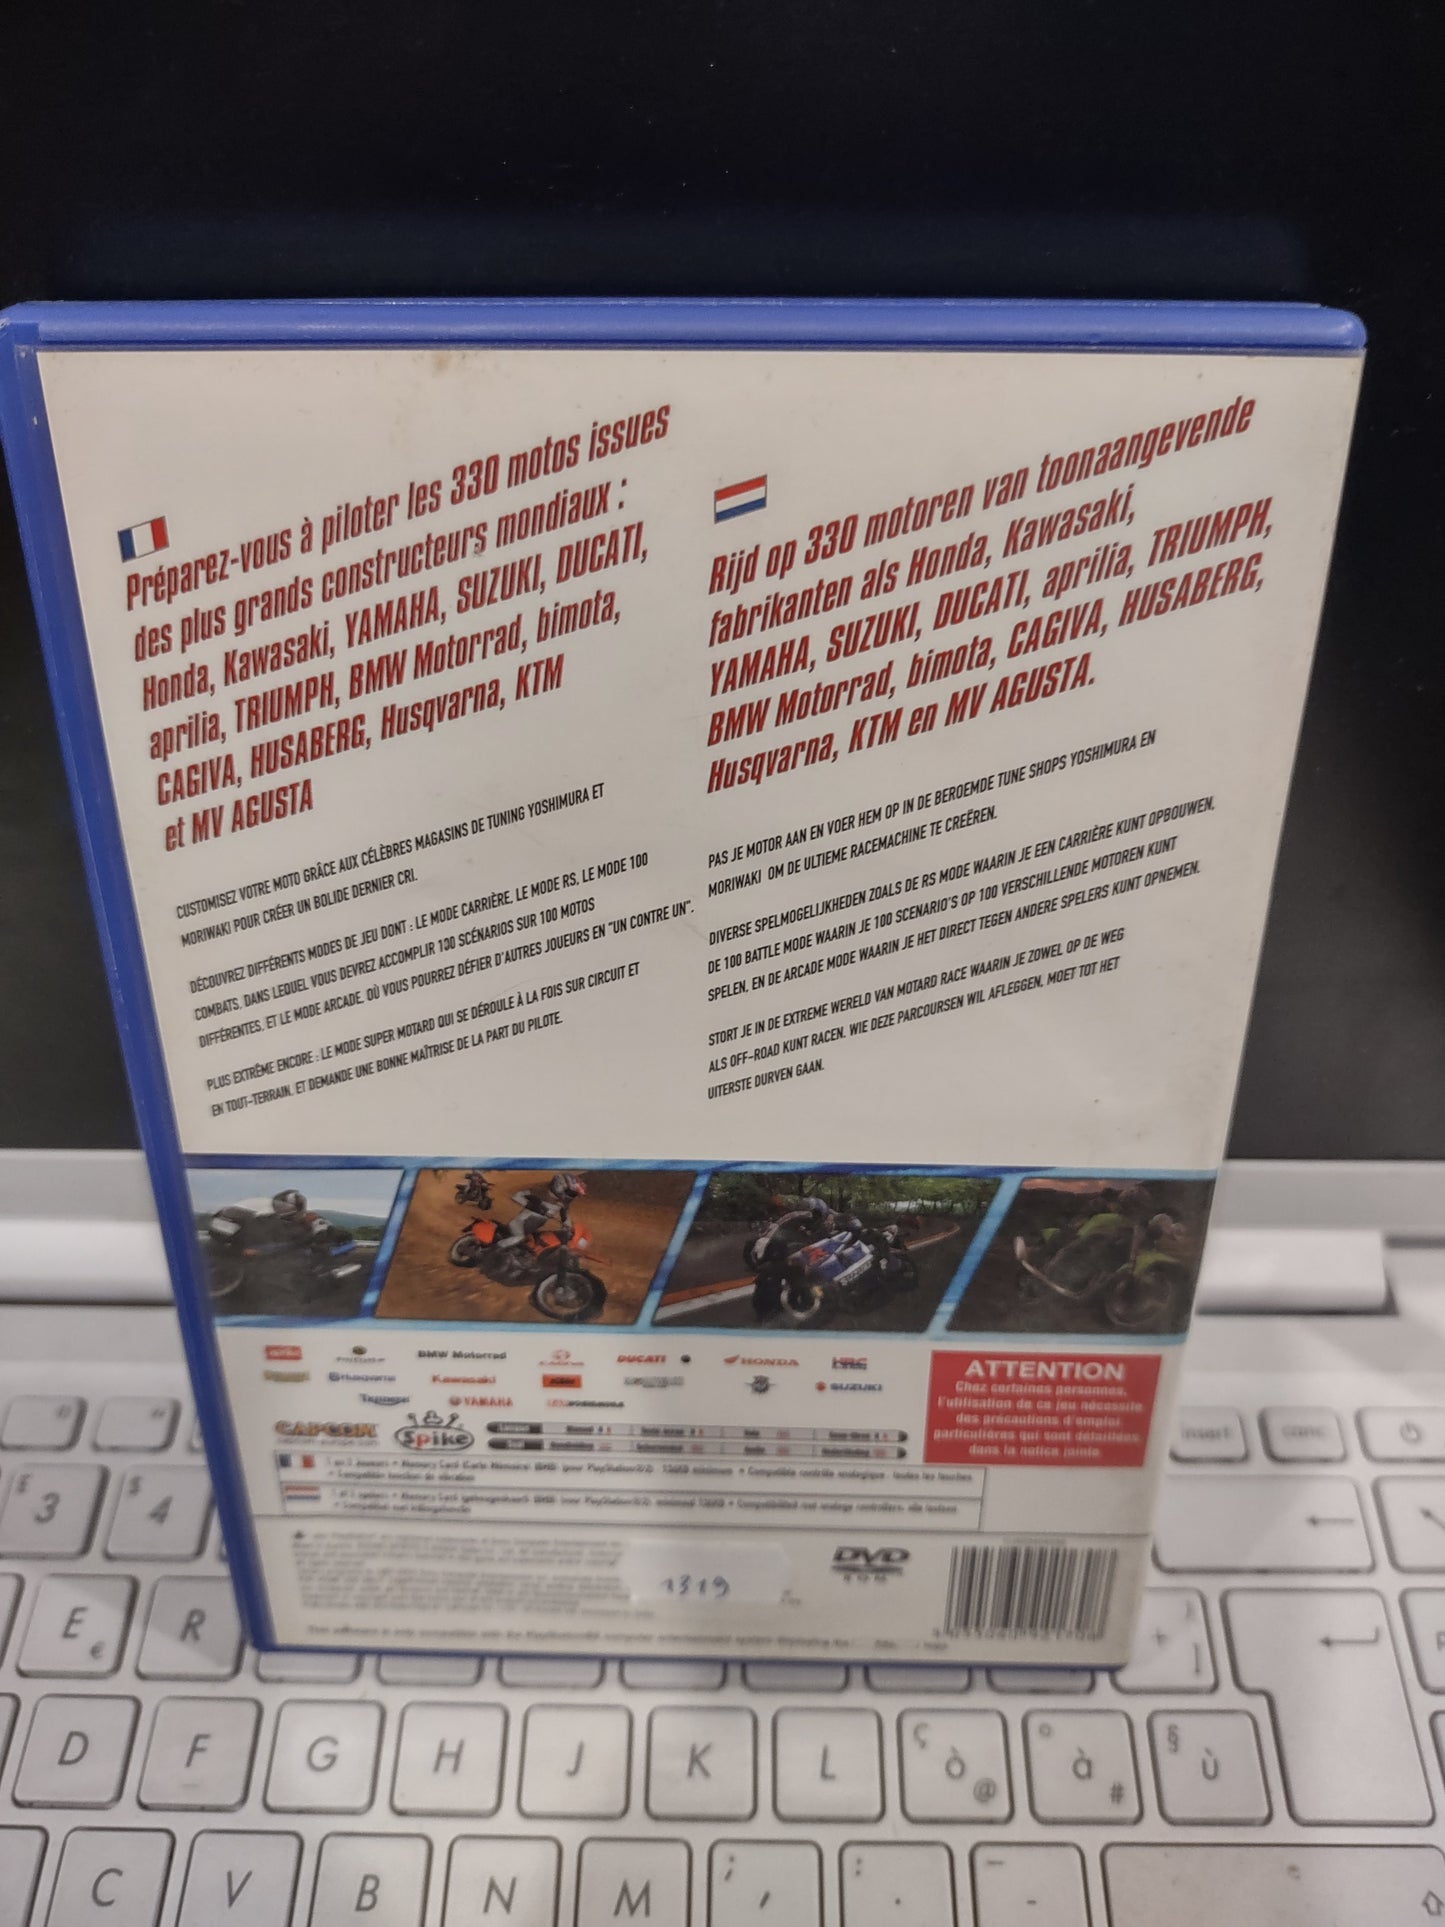 Préparez-vous à piloter les 330 motos issues
des plus grands constructeurs mondiaux :
Honda, Kawasaki, YAMAHA, SUZUKI, DUCATI,
aprilia, TRIUMPH, BMW Motorrad, bimota,
CAGIVA, HUSABERG, Husqvarna, KTM
et MV AGUSTA
CUSTOMISEZ VOTRE MOTO GRÂCE AUX CÉLÈBRES MAGASINS DE TUNING YOSHIMURA ET
MORIWAKI POUR CRÉER UN BOLIDE DERNIER CRI.
DÉCOUVREZ DIFFÉRENTS MODES DE JEU DONT : LE MODE CARRIÈRE, LE MODE RS, LE MODE 100
COMBATS, DANS LEQUEL VOUS DEVREZ ACCOMPLIR 100 SCÉNARIOS SUR 100 MOTOS
DIFFÉRENTES, ET LE MODE ARCADE, OÙ VOUS POURREZ DÉFIER D'AUTRES JOUEURS EN "UN CONTRE UN".
PLUS EXTRÊME ENCORE : LE MODE SUPER MOTARD QUI SE DÉROULE À LA FOIS SUR CIRCUIT ET
EN TOUT-TERRAIN, ET DEMANDE UNE BONNE MAÎTRISE DE LA PART DU PILOTE.
Rijd op 330 motoren van toonaangevende
fabrikanten als Honda, Kawasaki,
YAMAHA, SUZUKI, DUCATI, aprilia, TRIUMPH,
BMW Motorrad, bimota, CAGIVA, HUSABERG,
Husqvarna, KTM en MV AGUSTA.
PAS JE MOTOR AAN EN VOER HEM OP IN DE BEROEMDE TUNE SHOPS YOSHIMURA EN
MORIWAKI OM DE ULTIEME RACEMACHINE TE CREËREN.
DIVERSE SPELMOGELIJKHEDEN ZOALS DE RS MODE WAARIN JE EEN CARRIÈRE KUNT OPBOUWEN,
DE 100 BATTLE MODE WAARIN JE 100 SCENARIO'S OP 100 VERSCHILLENDE MOTOREN KUNT
SPELEN, EN DE ARCADE MODE WAARIN JE HET DIRECT TEGEN ANDERE SPELERS KUNT OPNEMEN.
STORT JE IN DE EXTREME WERELD VAN MOTARD RACE WAARIN JE ZOWEL OP DE WEG
ALS OFF-ROAD KUNT RACEN. WIE DEZE PARCOURSEN WIL AFLEGGEN, MOET TOT HET
UITERSTE DURVEN GAAN.
SUZUKI
BMW Motorrad DUCATI HONDA HRC
Husqvarna Kawasaki SUZUKI
YAMAHA
CAPCOM
Spike
ATTENTION
Chez certaines personnes,
l'utilisation de ce jeu nécessite
des précautions d'emploi
particulières qui sont détaillées
dans la notice jointe.
DVD
ROM
1319
insert canc
£ 3 $ 4
E € R
D F G H J K L ç ò @ ° à # § ù
+ ]
C V B N M ; , : . _ -